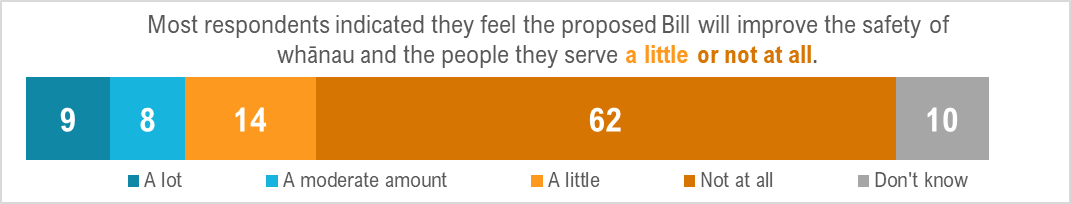 Most respondents indicated they feel the proposed Bill will improve the safety of
whānau and the people they serve a little or not at all.
9 8 14 62 10
A lot A moderate amount A little Not at all Don't know